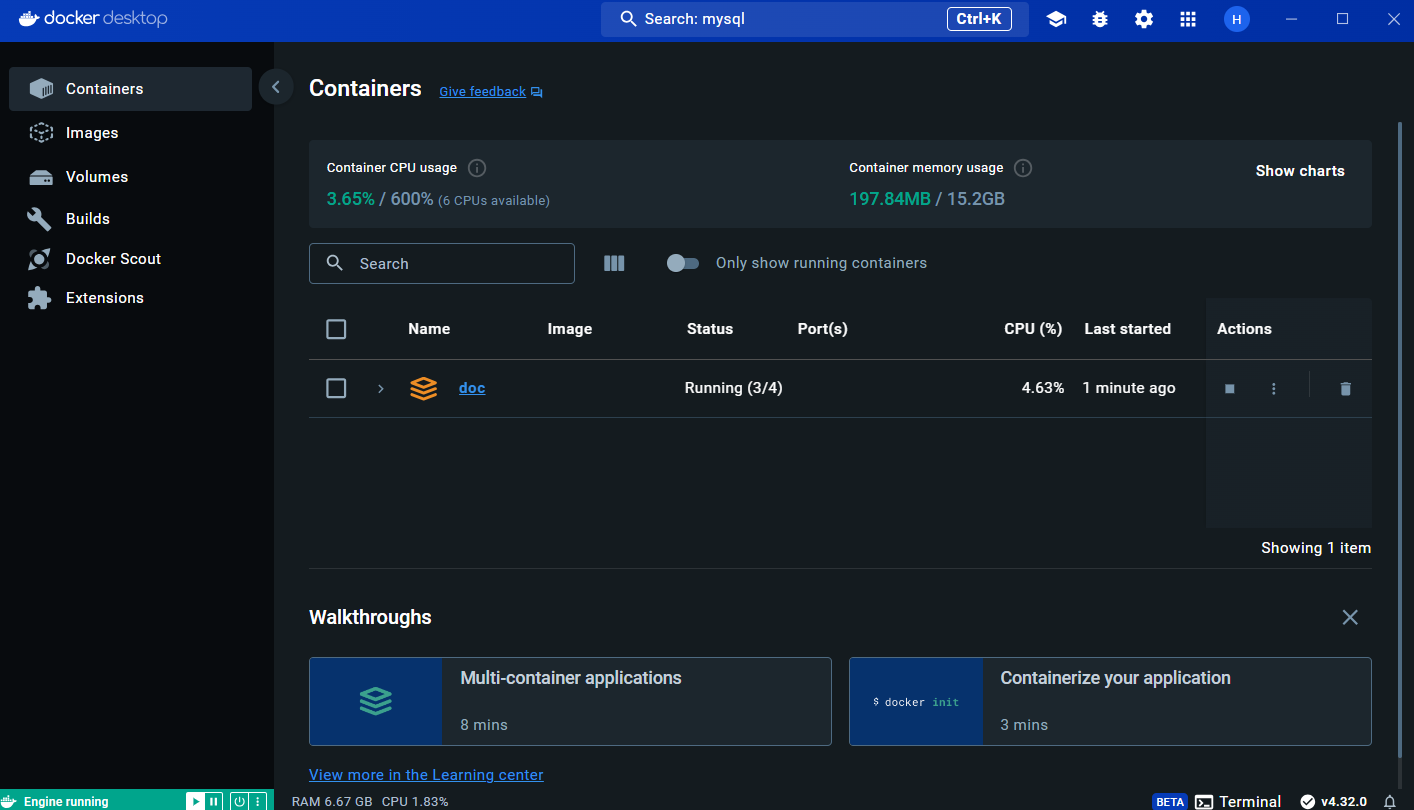 docker desktop
Search: mysql
Ctrl+K
H
Containers
Images
Volumes
Builds
Docker Scout
Extensions
Containers
Give feedback
Container CPU usage
3.65% / 600% (6 CPUs available)
Container memory usage
197.84MB / 15.2GB
Show charts
Search
Only show running containers
Name Image Status Port(s) CPU (%) Last started Actions
doc Running (3/4) 4.63% 1 minute ago
Showing 1 item
Walkthroughs
Multi-container applications
8 mins
$ docker init
Containerize your application
3 mins
View more in the Learning center
Engine running
RAM 6.67 GB CPU 1.83%
BETA
Terminal
v4.32.0